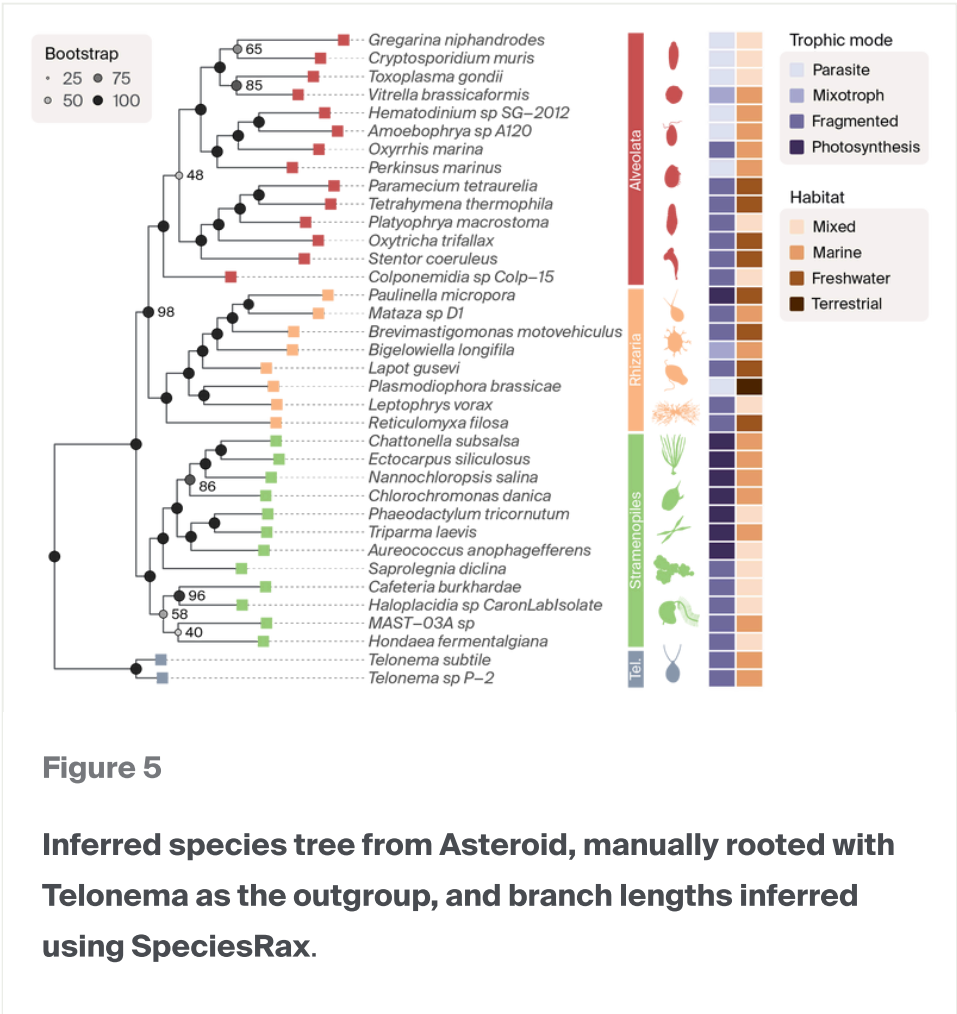 Bootstrap
25 75
50 100
65
85
48
98
86
96
58
40
Gregarina niphandrodes
Cryptosporidium muris
Toxoplasma gondii
Vitrella brassicaformis
Hematodinium sp SG−2012
Amoebophrya sp A120
Oxyrrhis marina
Perkinsus marinus
Paramecium tetraurelia
Tetrahymena thermophila
Platyophrya macrostoma
Oxytricha trifallax
Stentor coeruleus
Colponemidia sp Colp−15
Paulinella micropora
Mataza sp D1
Brevimastigomonas motovehiculus
Bigelowiella longifila
Lapot gusevi
Plasmodiophora brassicae
Leptophrys vorax
Reticulomyxa filosa
Chattonella subsalsa
Ectocarpus siliculosus
Nannochloropsis salina
Chlorochromonas danica
Phaeodactylum tricornutum
Triparma laevis
Aureococcus anophagefferens
Saprolegnia diclina
Cafeteria burkhardae
Haloplacidia sp CaronLabIsolate
MAST−03A sp
Hondaea fermentalgiana
Telonema subtile
Telonema sp P−2
Alveolata
Rhizaria
Stramenopiles
Tel.
Trophic mode
Parasite
Mixotroph
Fragmented
Photosynthesis
Habitat
Mixed
Marine
Freshwater
Terrestrial
Figure 5
Inferred species tree from Asteroid, manually rooted with
Telonema as the outgroup, and branch lengths inferred
using SpeciesRax.